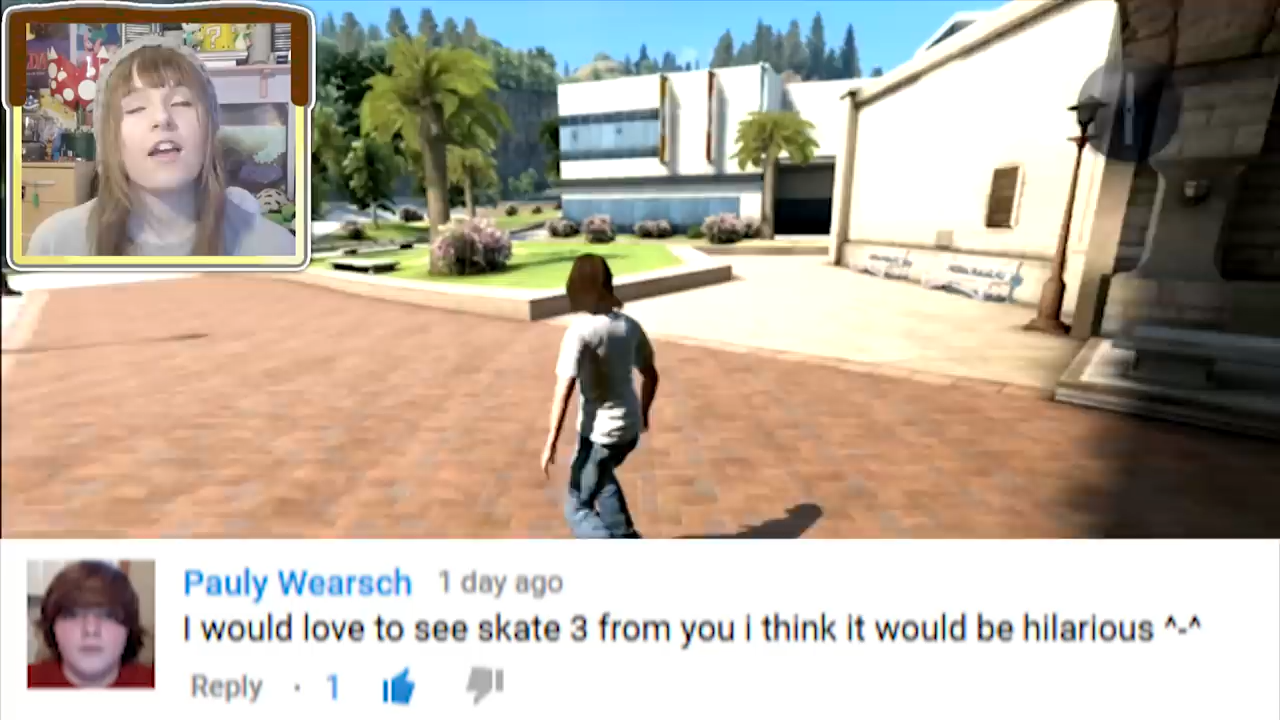 Pauly Wearsch 1 day ago
I would love to see skate 3 from you i think it would be hilarious ^-^
Reply · 1